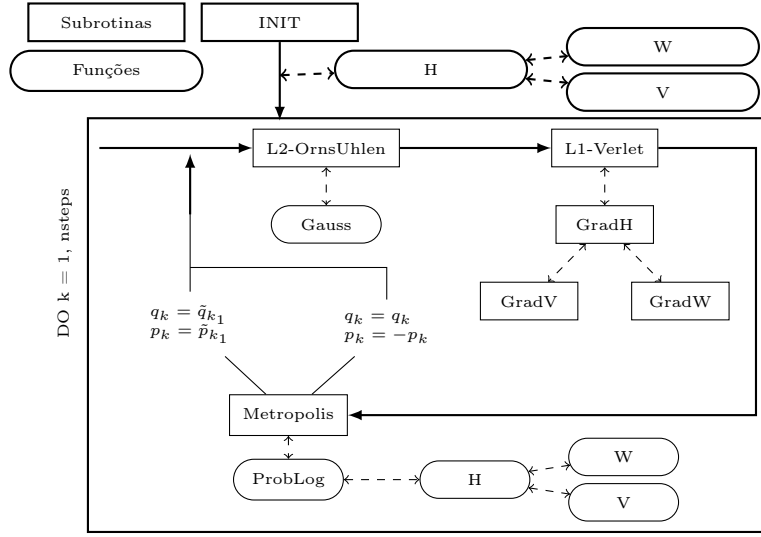 Subrotinas
INIT
Funções
H
W
V
L2-OrnsUhlen
L1-Verlet
Gauss
GradH
GradV
GradW
DO k = 1, nsteps
$q_k = \tilde{q}_{k_1}$
$p_k = \tilde{p}_{k_1}$
$q_k = q_k$
$p_k = -p_k$
Metropolis
ProbLog
H
W
V